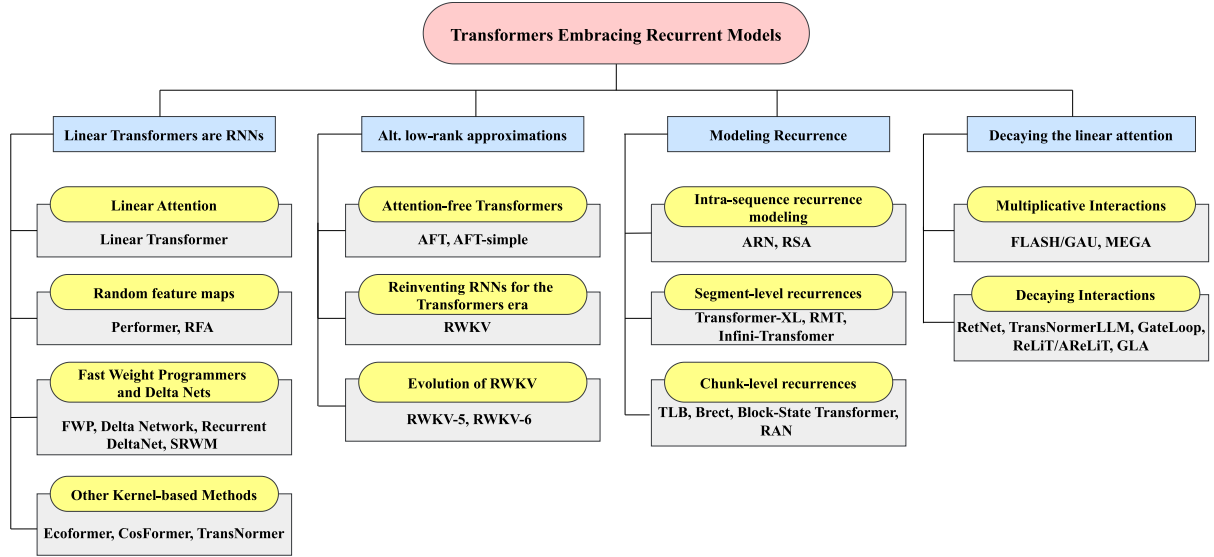 Transformers Embracing Recurrent Models
Linear Transformers are RNNs
Linear Attention
Linear Transformer
Random feature maps
Performer, RFA
Fast Weight Programmers
and Delta Nets
FWP, Delta Network, Recurrent
DeltaNet, SRWM
Other Kernel-based Methods
Ecoformer, CosFormer, TransNormer
Alt. low-rank approximations
Attention-free Transformers
AFT, AFT-simple
Reinventing RNNs for the
Transformers era
RWKV
Evolution of RWKV
RWKV-5, RWKV-6
Modeling Recurrence
Intra-sequence recurrence
modeling
ARN, RSA
Segment-level recurrences
Transformer-XL, RMT,
Infini-Transfomer
Chunk-level recurrences
TLB, Brect, Block-State Transformer,
RAN
Decaying the linear attention
Multiplicative Interactions
FLASH/GAU, MEGA
Decaying Interactions
RetNet, TransNormerLLM, GateLoop,
ReLiT/AReLiT, GLA